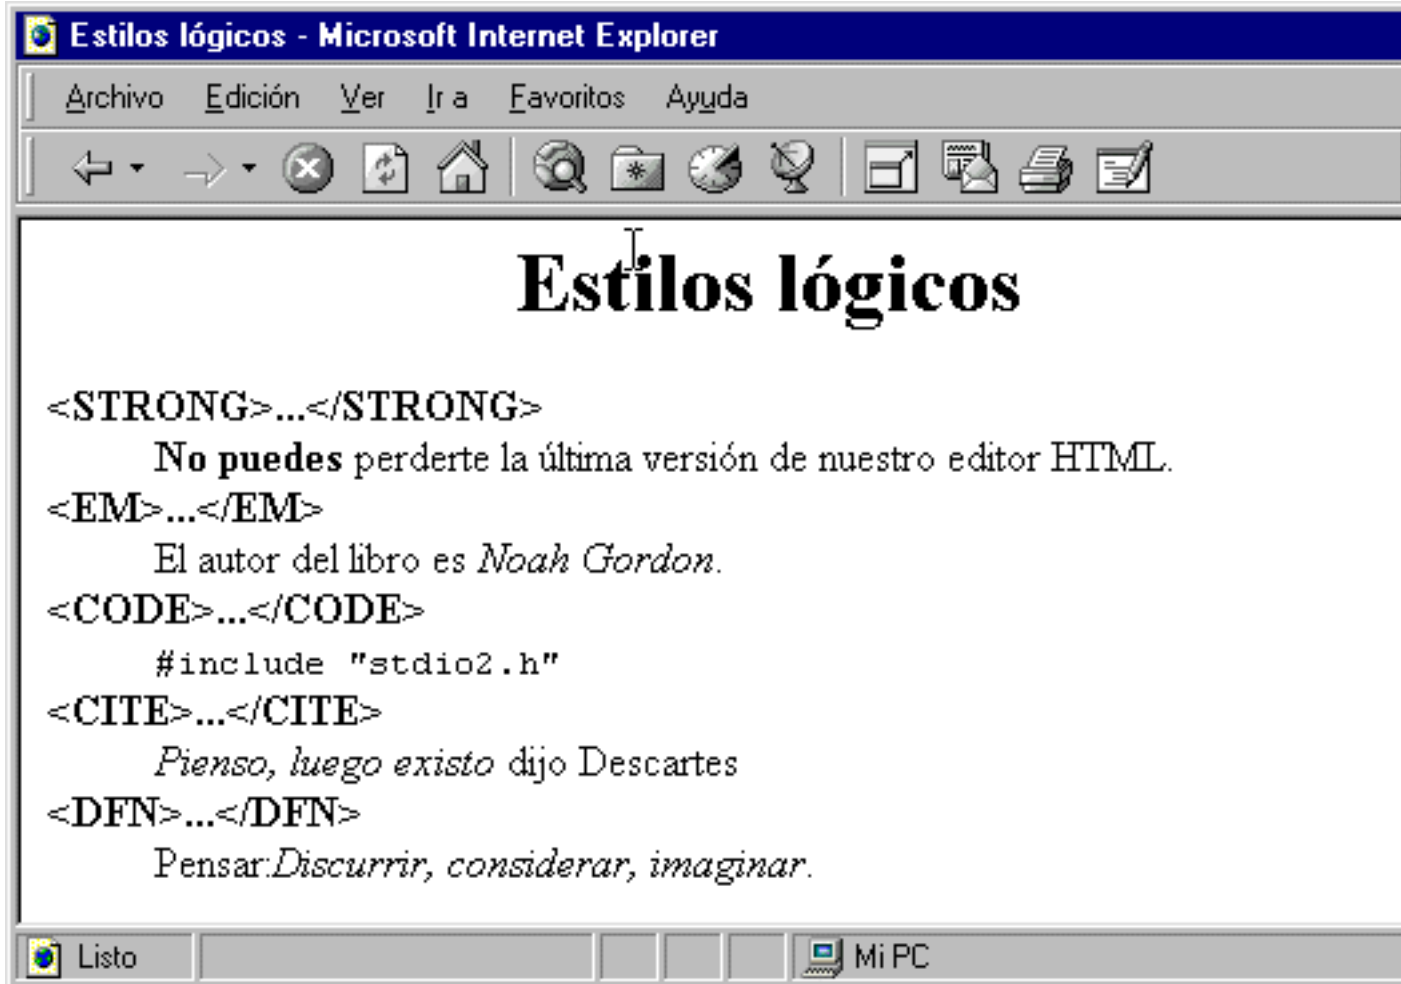 Estilos lógicos - Microsoft Internet Explorer
Archivo Edición Ver Ir a Favoritos Ayuda
Estilos lógicos
<STRONG>...</STRONG>
No puedes perderte la última versión de nuestro editor HTML.
<EM>...</EM>
El autor del libro es Noah Gordon.
<CODE>...</CODE>
#include "stdio2.h"
<CITE>...</CITE>
Pienso, luego existo dijo Descartes
<DFN>...</DFN>
Pensar:Discurrir, considerar, imaginar.
Listo Mi PC